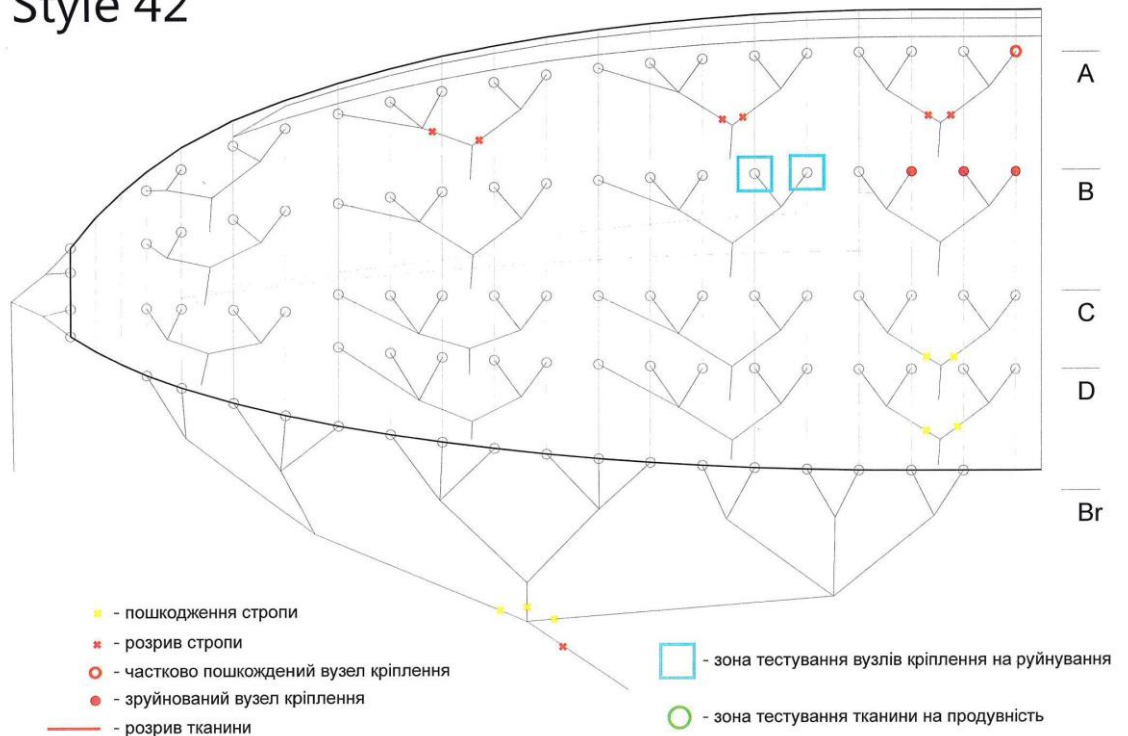 Style 42
A
B
C
D
Br
- пошкодження стропи
- розрив стропи
- частково пошкождений вузел кріплення
- зруйнований вузел кріплення
- розрив тканини
- зона тестування вузлів кріплення на руйнування
- зона тестування тканини на продувність